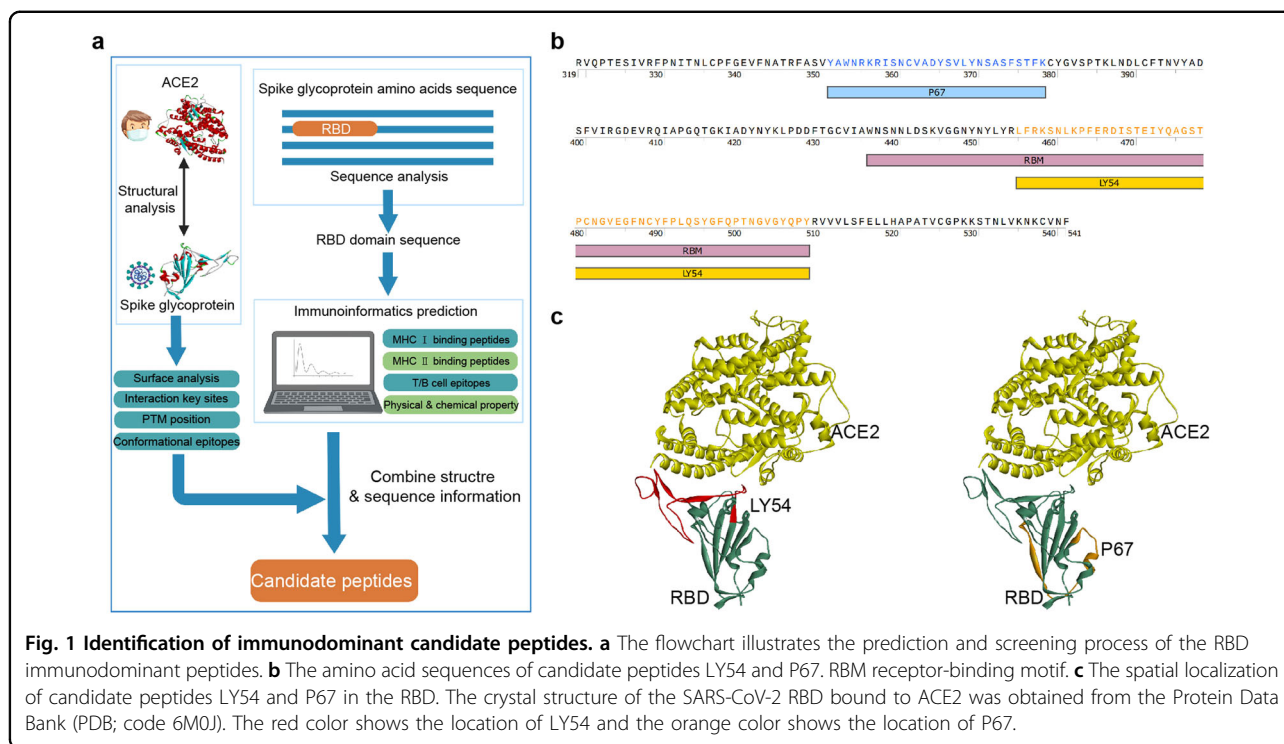 a
ACE2
Structural
analysis
Spike glycoprotein
Surface analysis
Interaction key sites
PTM position
Conformational epitopes
Spike glycoprotein amino acids sequence
RBD
Sequence analysis
RBD domain sequence
Immunoinformatics prediction
MHC Ⅰ binding peptides
MHC Ⅱ binding peptides
T/B cell epitopes
Physical & chemical property
Combine structre
& sequence information
Candidate peptides
b
RVQPTESIVRFPNITNLCPFGEVFNATRFASVYAWNRKRISNCVADYSVLYNSASFSTFKCYGVSPTKLNDLCFTNVYAD
319 330 340 350 360 370 380 390
P67
SFVIRGDEVRQIAPGQTGKIADYNYKLPDDFTGCVIAWNSNNLDSKVGGNYNYLYRLFRKSNLKPFERDISTEIYQAGST
400 410 420 430 440 450 460 470
RBM
LY54
PCNGVEGFNCYFPLQSYGFQPTNGVGYQPYRVVVLSFELLHAPATVCGPKKSTNLVKNKCVNF
480 490 500 510 520 530 540 541
RBM
LY54
c
ACE2
LY54
RBD
ACE2
P67
RBD
Fig. 1 Identification of immunodominant candidate peptides. a The flowchart illustrates the prediction and screening process of the RBD
immunodominant peptides. b The amino acid sequences of candidate peptides LY54 and P67. RBM receptor-binding motif. c The spatial localization
of candidate peptides LY54 and P67 in the RBD. The crystal structure of the SARS-CoV-2 RBD bound to ACE2 was obtained from the Protein Data
Bank (PDB; code 6M0J). The red color shows the location of LY54 and the orange color shows the location of P67.